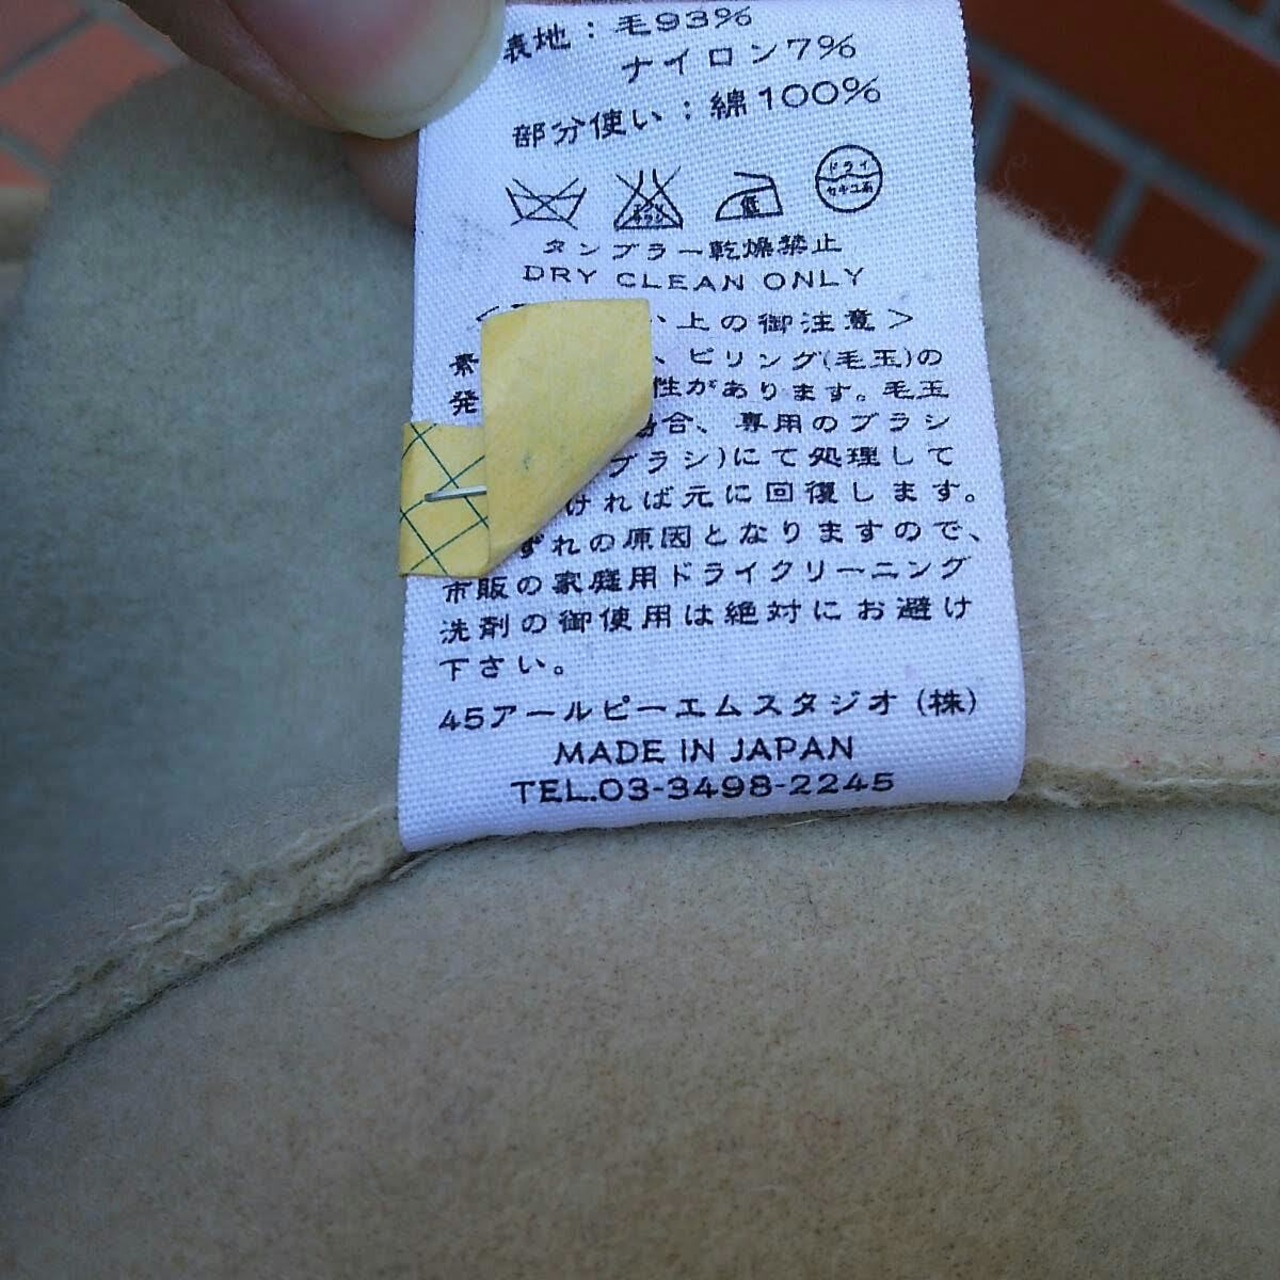 表地：毛93%
ナイロン7%
部分使い：綿100%
低
ドライ
セキユ系
タンブラー乾燥禁止
DRY CLEAN ONLY
上の御注意＞
素、ピリング(毛玉)の
発性があります。毛玉
場合、専用のブラシ
ブラシ)にて処理して
ければ元に回復します。
ずれの原因となりますので、
市販の家庭用ドライクリーニング
洗剤の御使用は絶対にお避け
下さい。
45アールピーエムスタジオ(株)
MADE IN JAPAN
TEL.03-3498-2245